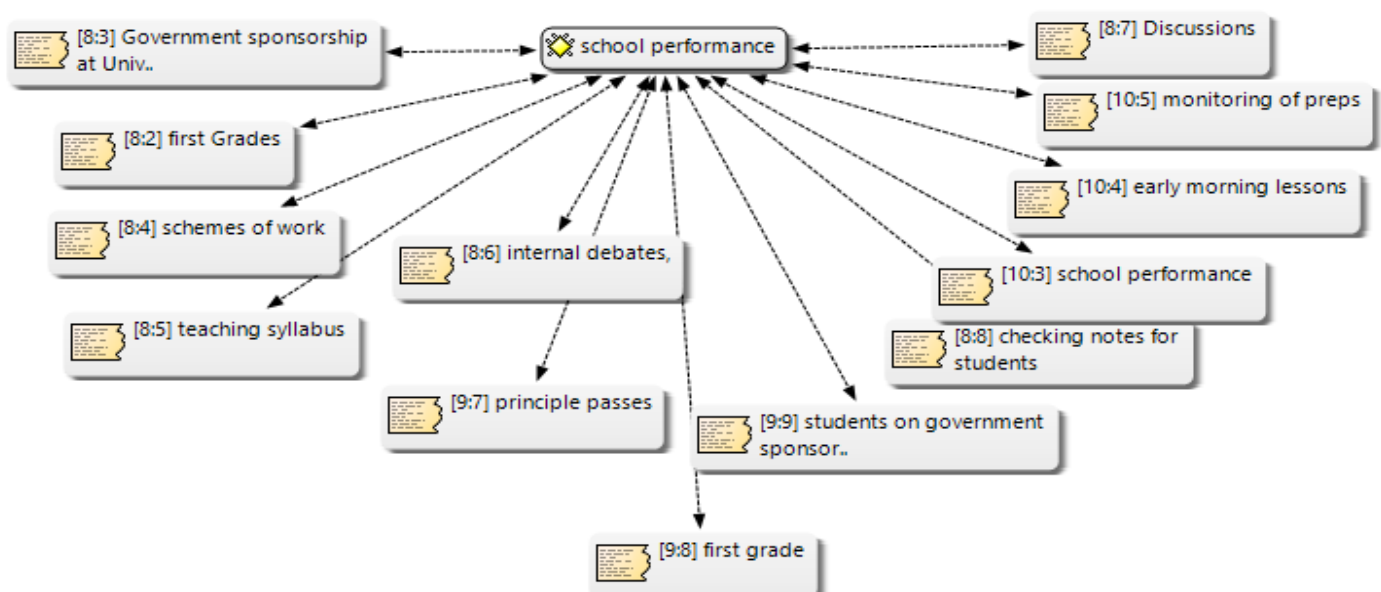 [8:3] Government sponsorship
at Univ..
school performance
[8:7] Discussions
[10:5] monitoring of preps
[8:2] first Grades
[10:4] early morning lessons
[8:4] schemes of work
[8:6] internal debates,
[10:3] school performance
[8:5] teaching syllabus
[8:8] checking notes for
students
[9:7] principle passes
[9:9] students on government
sponsor..
[9:8] first grade